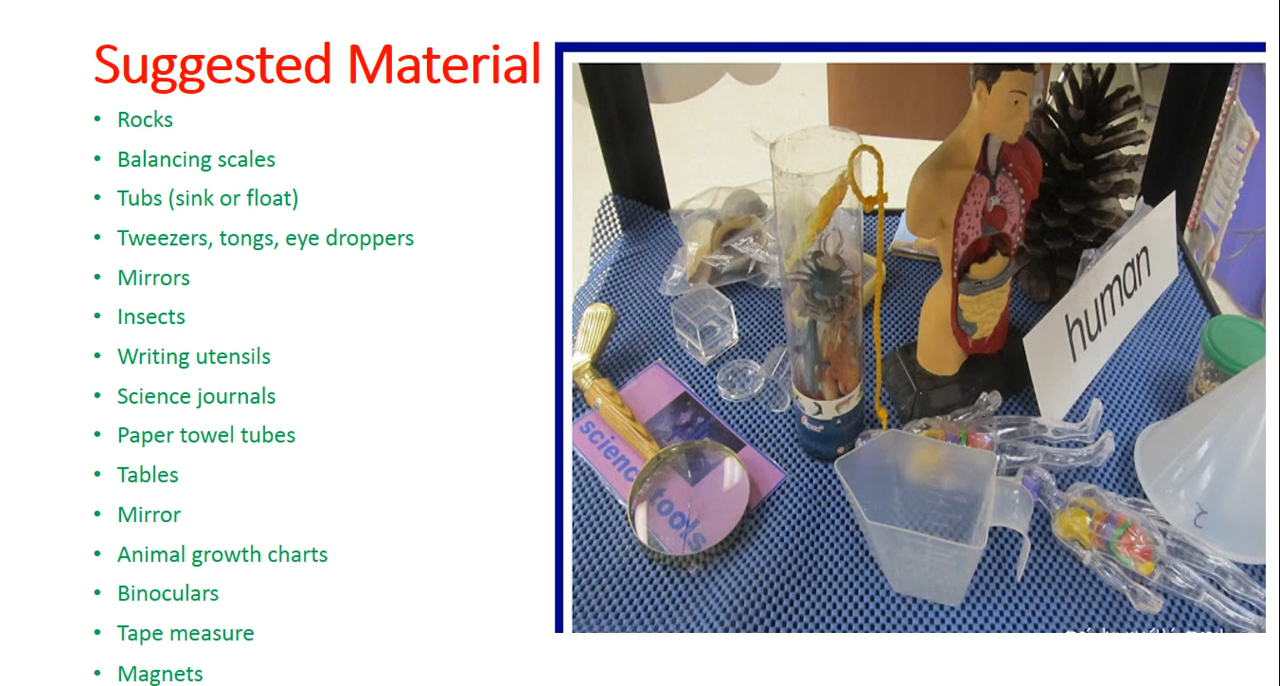 Suggested Material
• Rocks
• Balancing scales
• Tubs (sink or float)
• Tweezers, tongs, eye droppers
• Mirrors
• Insects
• Writing utensils
• Science journals
• Paper towel tubes
• Tables
• Mirror
• Animal growth charts
• Binoculars
• Tape measure
• Magnets
human
science
tools